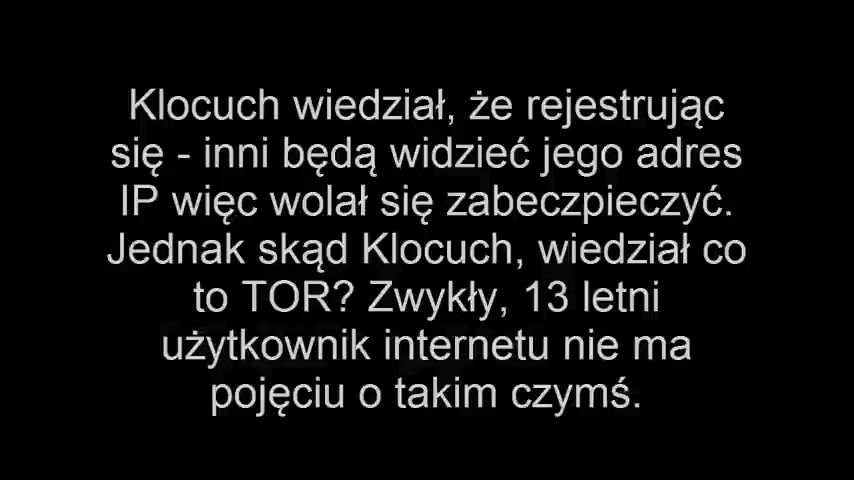 Klocuch wiedział, że rejestrując
się - inni będą widzieć jego adres
IP więc wolał się zabeczpieczyć.
Jednak skąd Klocuch, wiedział co
to TOR? Zwykły, 13 letni
użytkownik internetu nie ma
pojęciu o takim czymś.